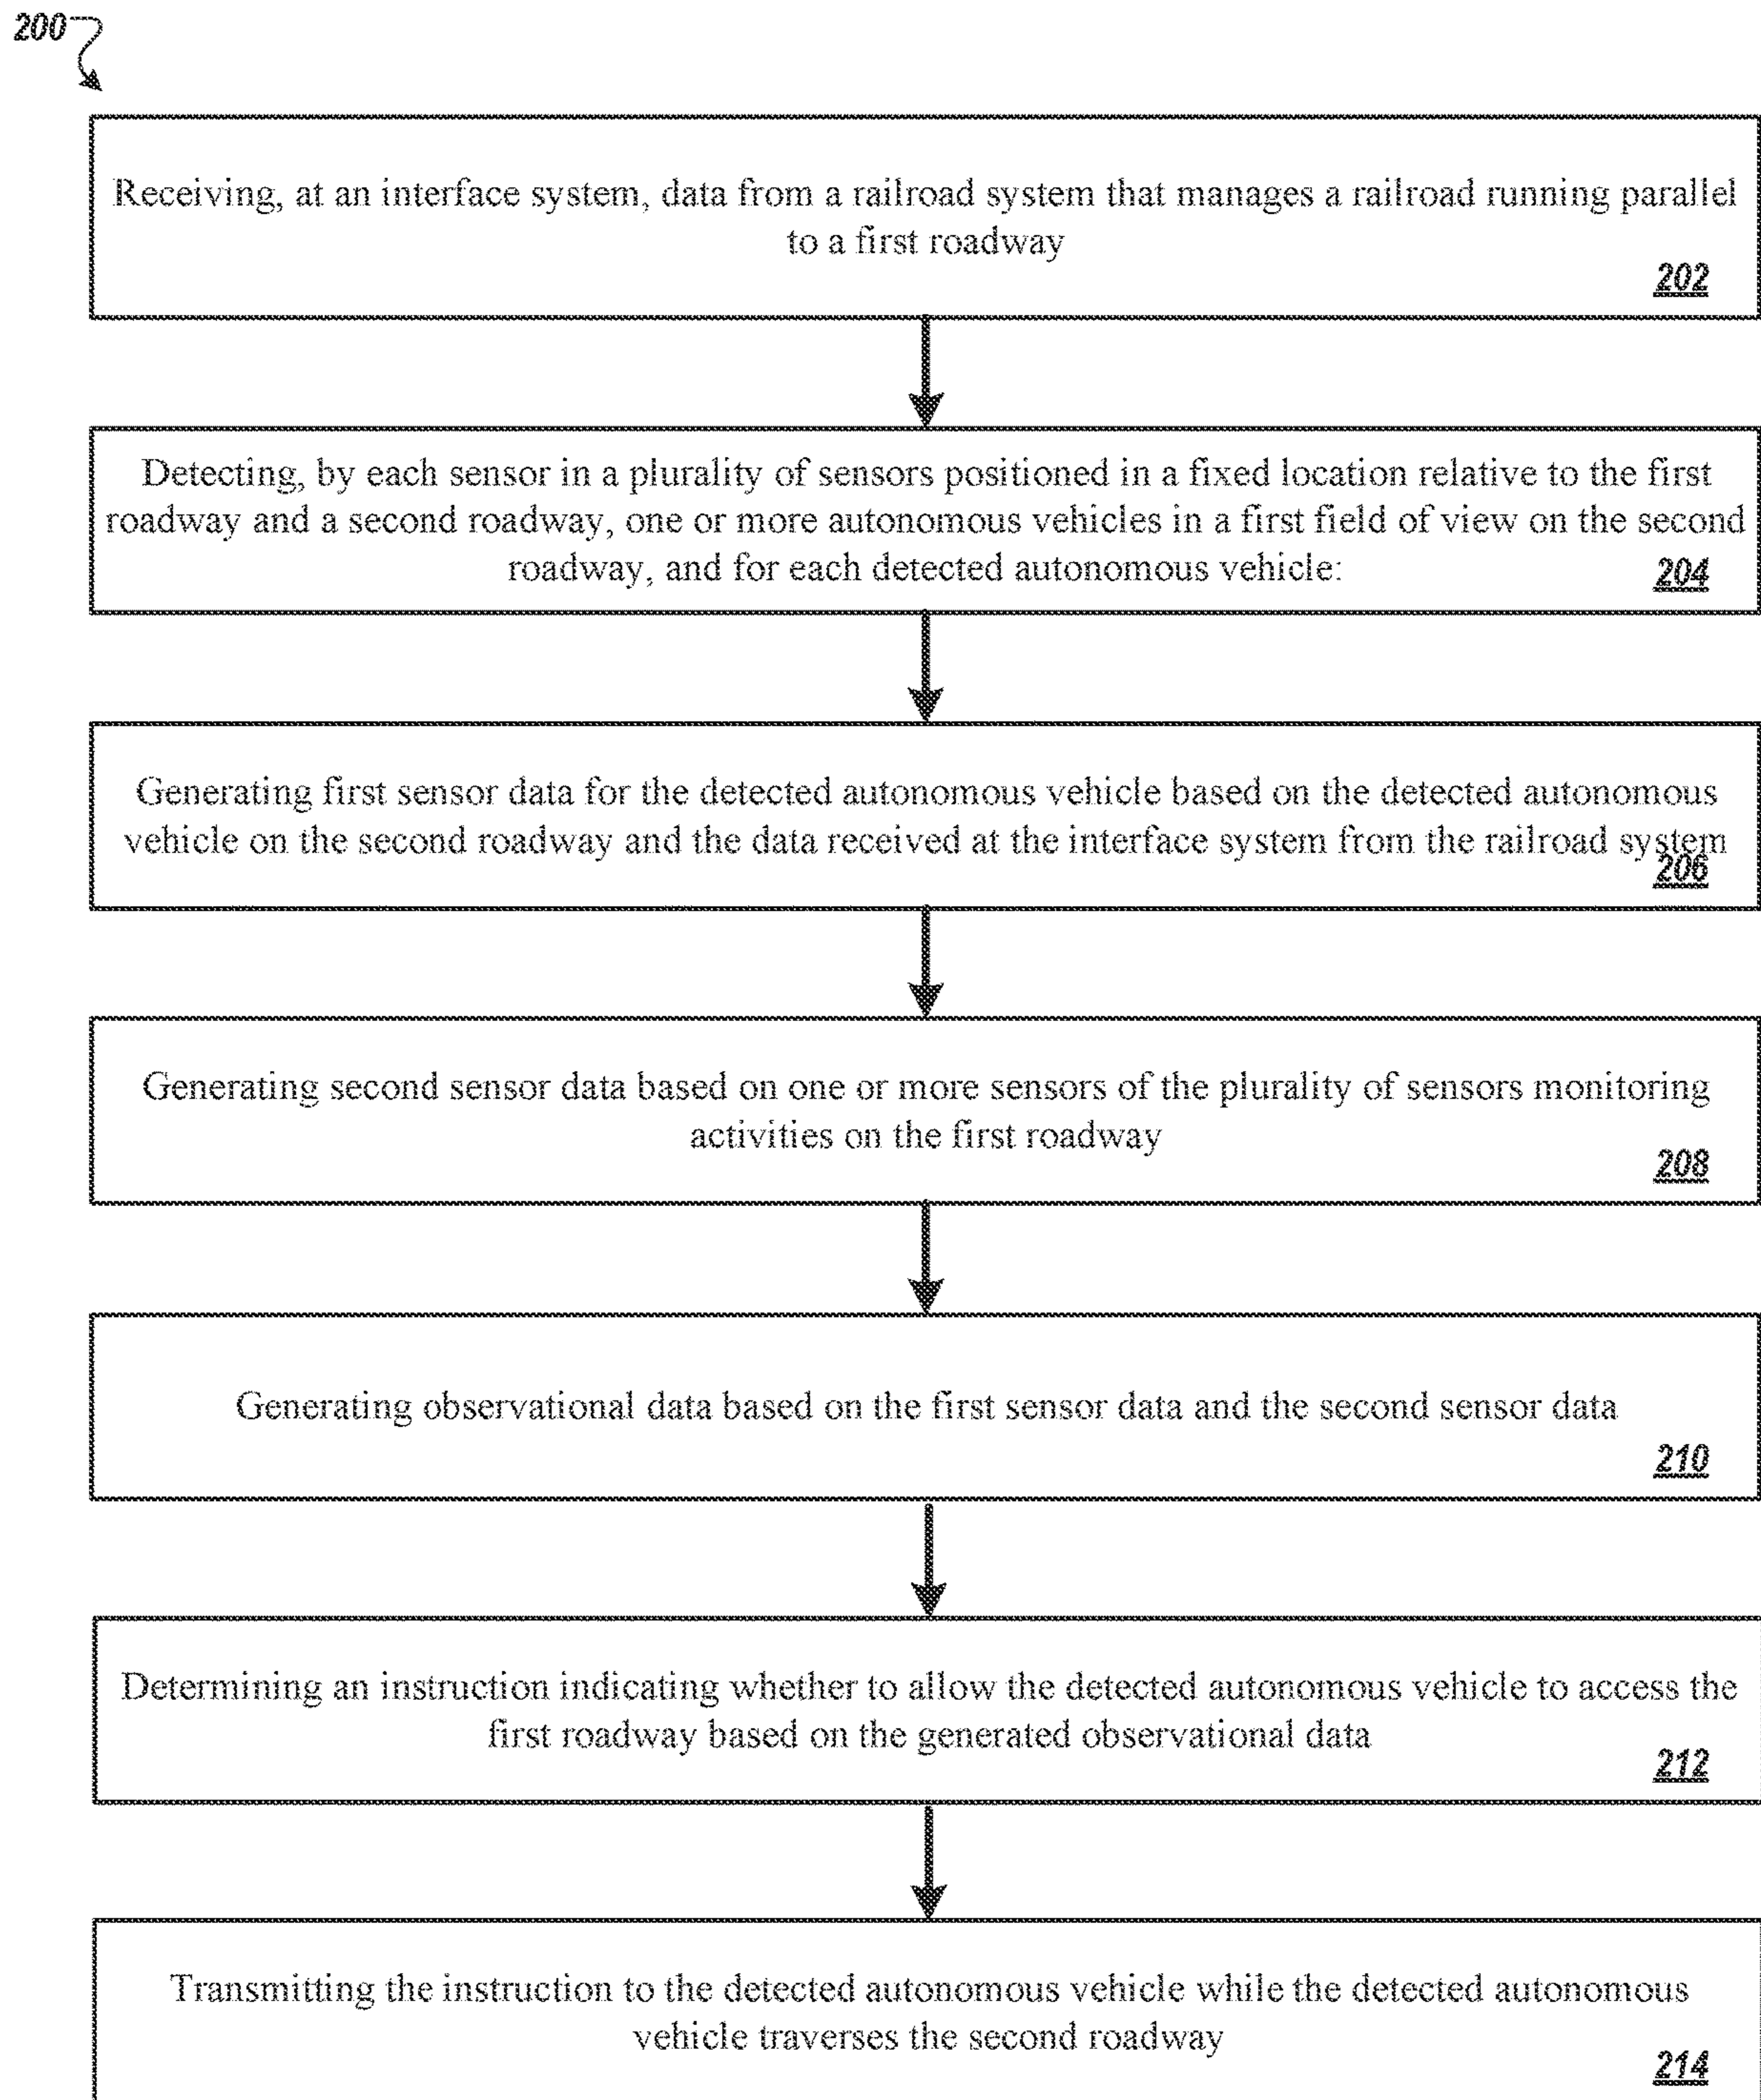 200
Receiving, at an interface system, data from a railroad system that manages a railroad running parallel
to a first roadway
202
Detecting, by each sensor in a plurality of sensors positioned in a fixed location relative to the first
roadway and a second roadway, one or more autonomous vehicles in a first field of view on the second
roadway, and for each detected autonomous vehicle:
204
Generating first sensor data for the detected autonomous vehicle based on the detected autonomous
vehicle on the second roadway and the data received at the interface system from the railroad system
206
Generating second sensor data based on one or more sensors of the plurality of sensors monitoring
activities on the first roadway
208
Generating observational data based on the first sensor data and the second sensor data
210
Determining an instruction indicating whether to allow the detected autonomous vehicle to access the
first roadway based on the generated observational data
212
Transmitting the instruction to the detected autonomous vehicle while the detected autonomous
vehicle traverses the second roadway
214